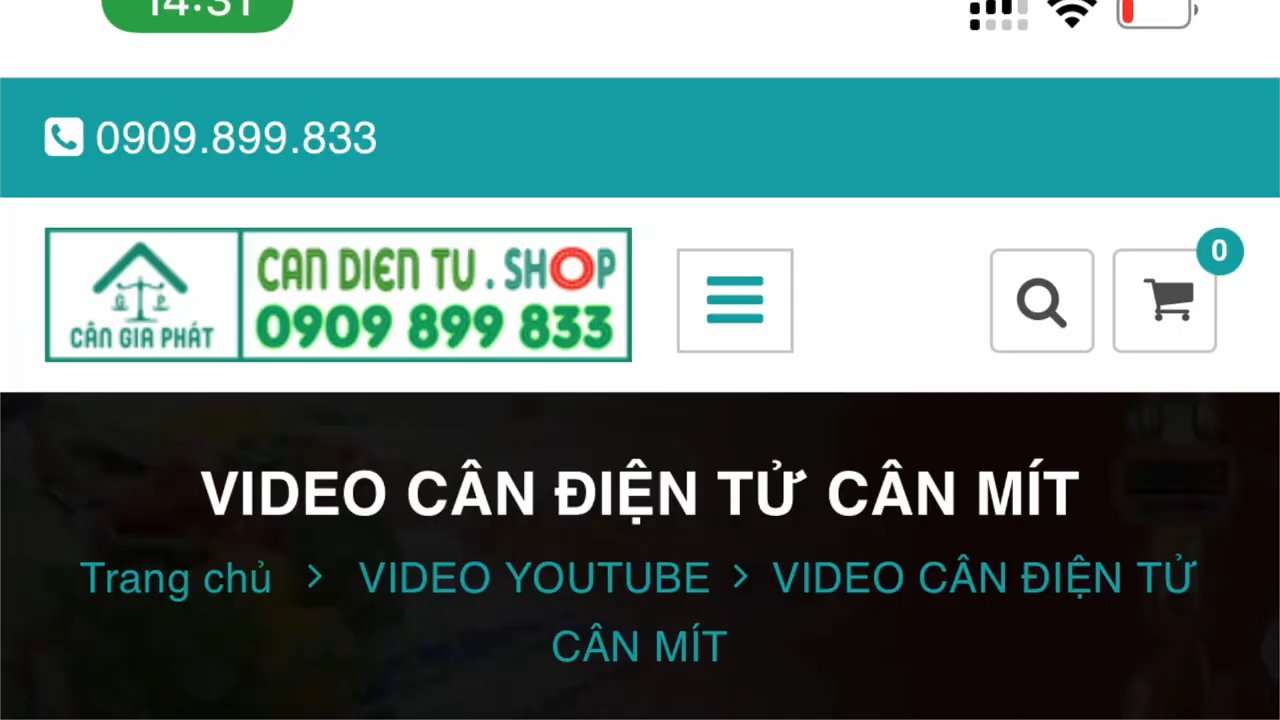 14:31
0909.899.833
CAN DIEN TU . SHOP
CÂN GIA PHÁT
0909 899 833
0
VIDEO CÂN ĐIỆN TỬ CÂN MÍT
Trang chủ > VIDEO YOUTUBE > VIDEO CÂN ĐIỆN TỬ
CÂN MÍT